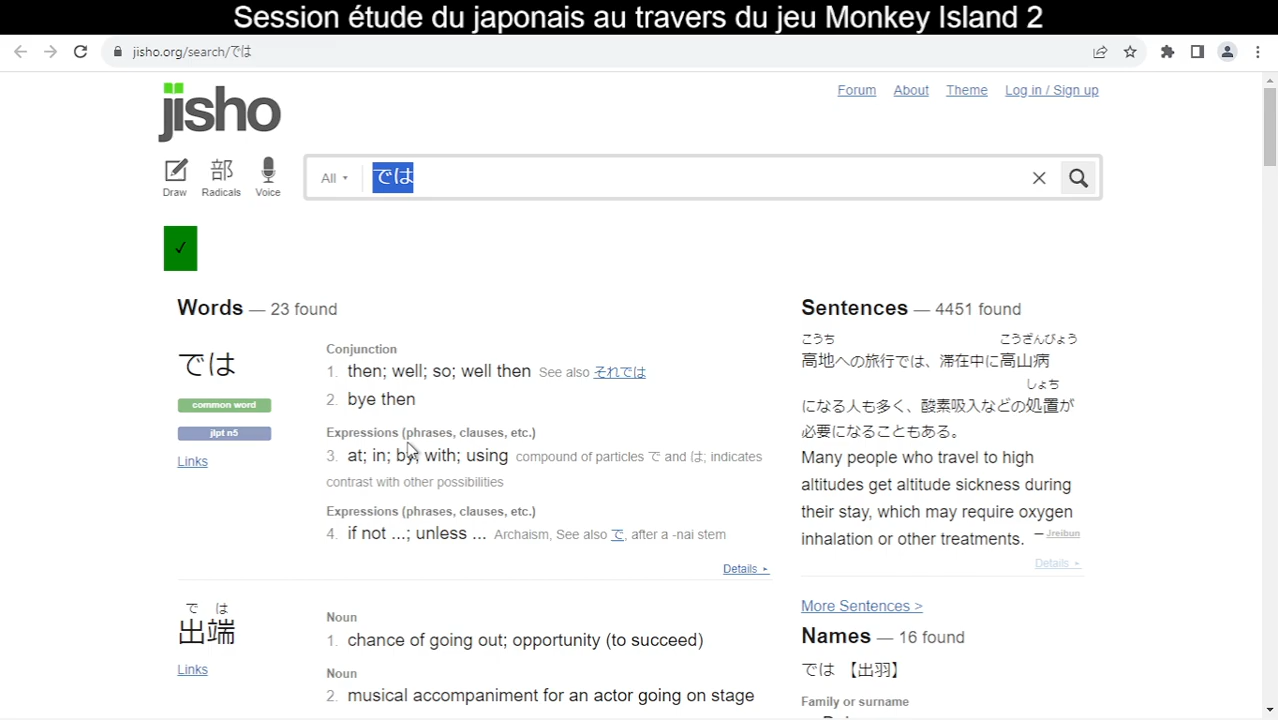 Session étude du japonais au travers du jeu Monkey Island 2
jisho.org/search/では
jisho
Forum About Theme Log in / Sign up
部
Draw Radicals Voice
All では
✓
Words — 23 found
では
common word
jlpt n5
Links
Conjunction
1. then; well; so; well then See also それでは
2. bye then
Expressions (phrases, clauses, etc.)
3. at; in; by; with; using compound of particles で and は; indicates
contrast with other possibilities
Expressions (phrases, clauses, etc.)
4. if not ...; unless ... Archaism, See also で, after a -nai stem
Details ▸
で は
出端
Links
Noun
1. chance of going out; opportunity (to succeed)
Noun
2. musical accompaniment for an actor going on stage
Sentences — 4451 found
こうち こうざんびょう
高地への旅行では、滞在中に高山病
しょち
になる人も多く、酸素吸入などの処置が
必要になることもある。
Many people who travel to high
altitudes get altitude sickness during
their stay, which may require oxygen
inhalation or other treatments. — Jreibun
Details ▸
More Sentences >
Names — 16 found
では 【出羽】
Family or surname